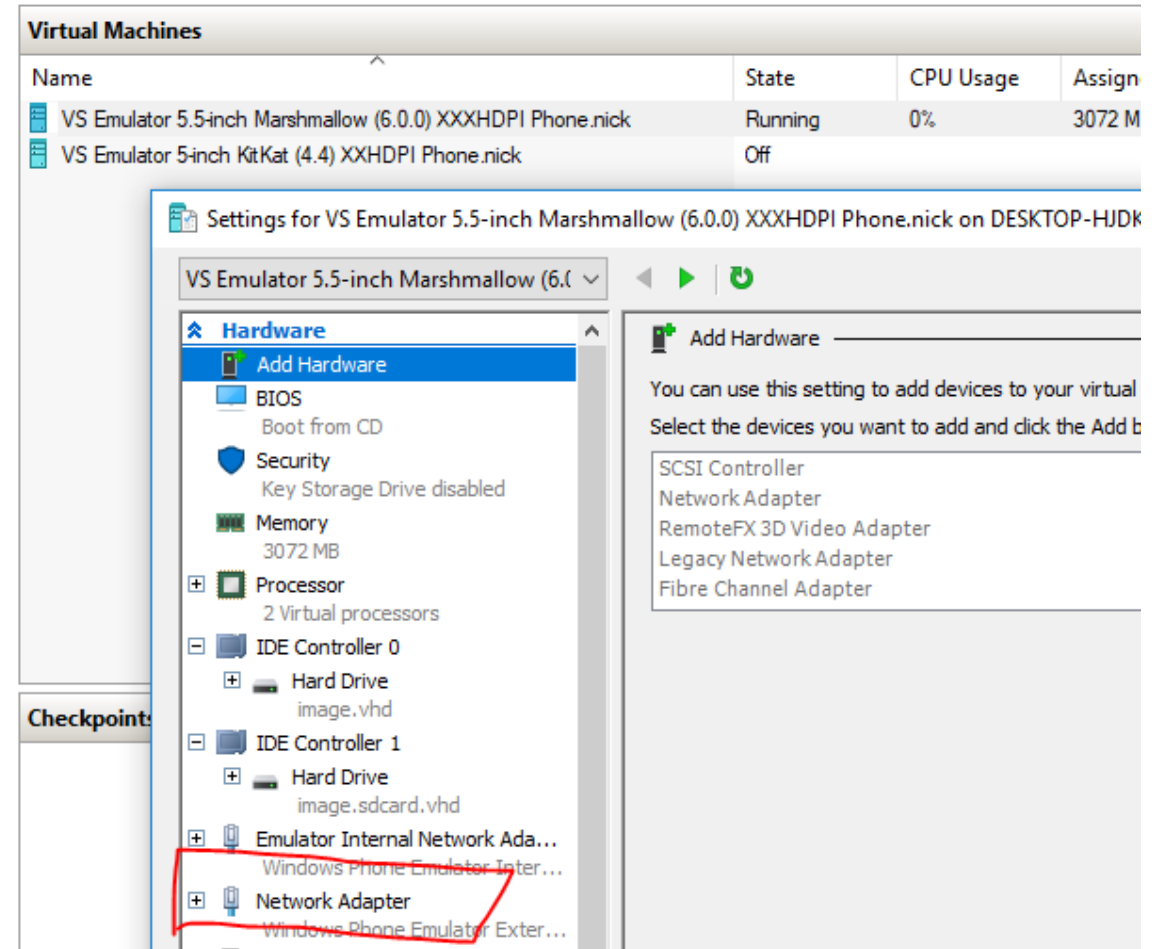 Virtual Machines
Name State CPU Usage Assign
VS Emulator 5.5-inch Marshmallow (6.0.0) XXXHDPI Phone.nick Running 0% 3072 M
VS Emulator 5-inch KitKat (4.4) XXHDPI Phone.nick Off
Settings for VS Emulator 5.5-inch Marshmallow (6.0.0) XXXHDPI Phone.nick on DESKTOP-HJDK
VS Emulator 5.5-inch Marshmallow (6.(
Hardware
Add Hardware
BIOS
Boot from CD
Security
Key Storage Drive disabled
Memory
3072 MB
Processor
2 Virtual processors
IDE Controller 0
Hard Drive
image.vhd
IDE Controller 1
Hard Drive
image.sdcard.vhd
Emulator Internal Network Ada...
Windows Phone Emulator Inter...
Network Adapter
Windows Phone Emulator Exter...
Add Hardware
You can use this setting to add devices to your virtual
Select the devices you want to add and click the Add b
SCSI Controller
Network Adapter
RemoteFX 3D Video Adapter
Legacy Network Adapter
Fibre Channel Adapter
Checkpoints